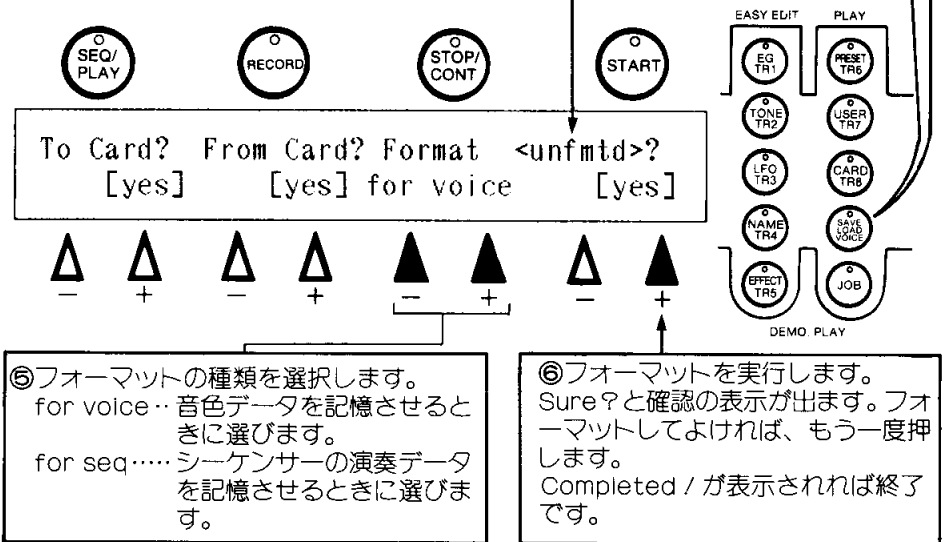 EASY EDIT PLAY
SEQ/
PLAY
RECORD
STOP/
CONT
START
EG
TR1
PRESET
TR6
TONE
TR2
USER
TR7
LFO
TR3
CARD
TR8
NAME
TR4
SAVE
LOAD
VOICE
EFFECT
TR5
JOB
DEMO. PLAY
To Card? From Card? Format <unfmtd>?
[yes] [yes] for voice [yes]
− + − + − + − +
⑤フォーマットの種類を選択します。
for voice‥音色データを記憶させると
きに選びます。
for seq‥‥‥シーケンサーの演奏データ
を記憶させるときに選びま
す。
⑥フォーマットを実行します。
Sure?と確認の表示が出ます。フォ
ーマットしてよければ、もう一度押
します。
Completed / が表示されれば終了
です。